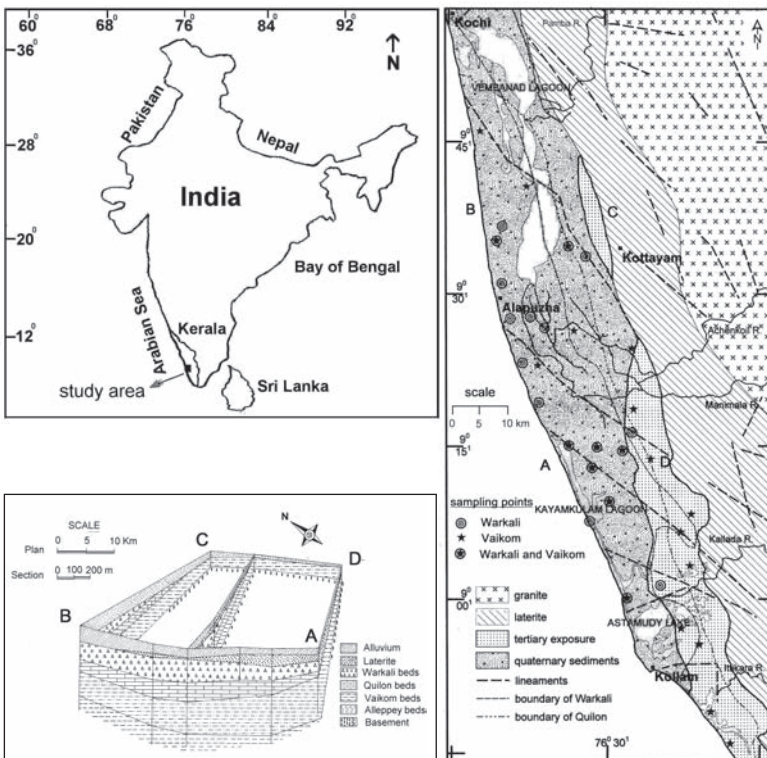 60° 68° 76° 84° 92°
36°
28°
20°
12°
N
Pakistan
Nepal
India
Bay of Bengal
Arabian Sea
Kerala
study area
Sri Lanka
SCALE
0 5 10 Km
Plan
Section
0 100 200 m
N
C
D
B
A
Alluvium
Laterite
Warkali beds
Quilon beds
Vaikom beds
Alleppey beds
Basement
Kochi
Pamba R.
N
VEMBANAD LAGOON
9°
45'
B
C
Kottayam
9°
30'
Alapuzha
Achenkoil R.
scale
0 5 10 km
Manimala R.
9°
15'
A
D
sampling points
Warkali
Vaikom
Warkali and Vaikom
KAYAMKULAM LAGOON
Kallada R.
granite
laterite
tertiary exposure
quaternary sediments
lineaments
boundary of Warkali
boundary of Quilon
9°
00'
ASTAMUDY LAKE
Kollam
76° 30'